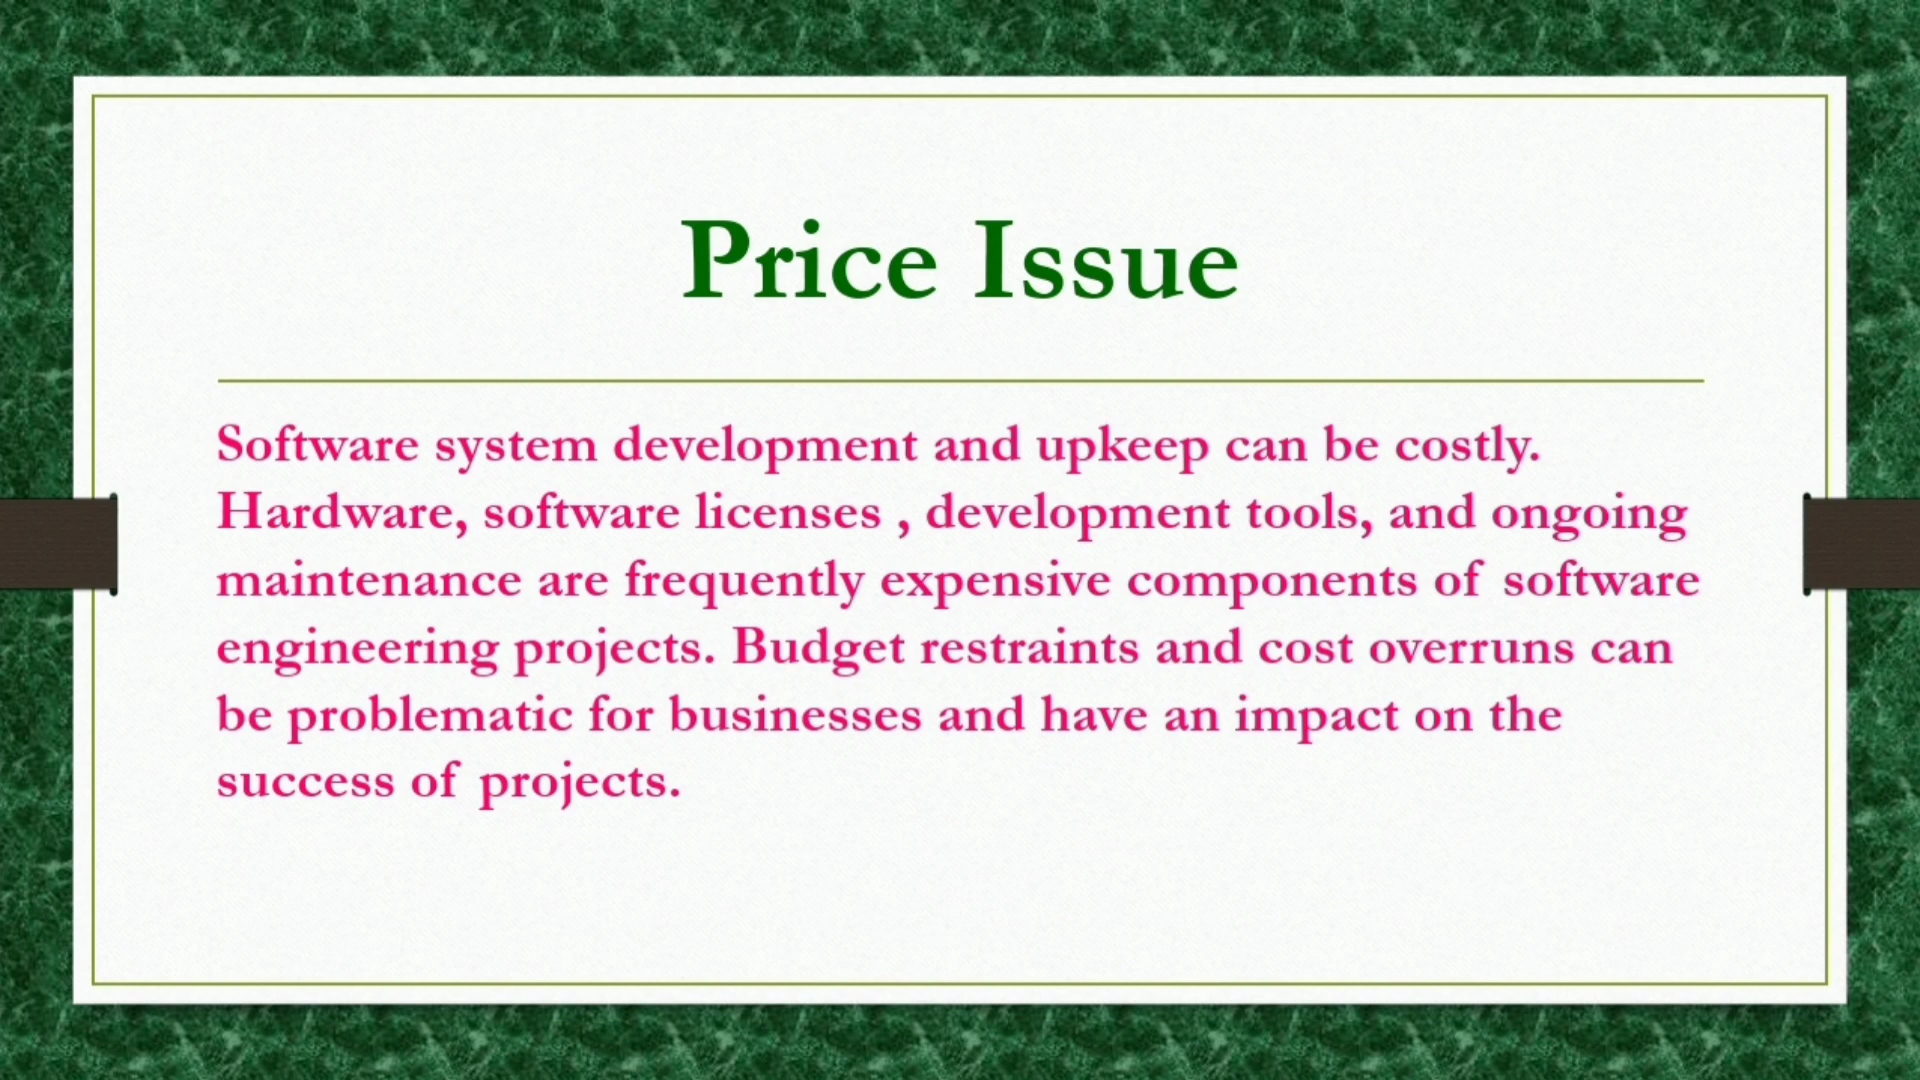 Price Issue
Software system development and upkeep can be costly.
Hardware, software licenses , development tools, and ongoing
maintenance are frequently expensive components of software
engineering projects. Budget restraints and cost overruns can
be problematic for businesses and have an impact on the
success of projects.